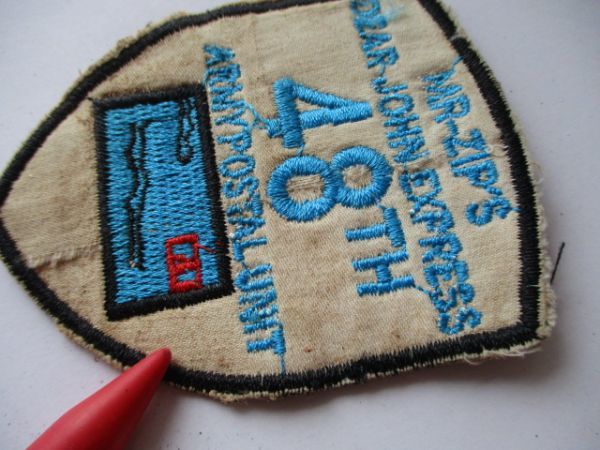 MR-ZIP'S
DEAR-JOHN EXPRESS
48TH
ARMY POSTAL UNIT